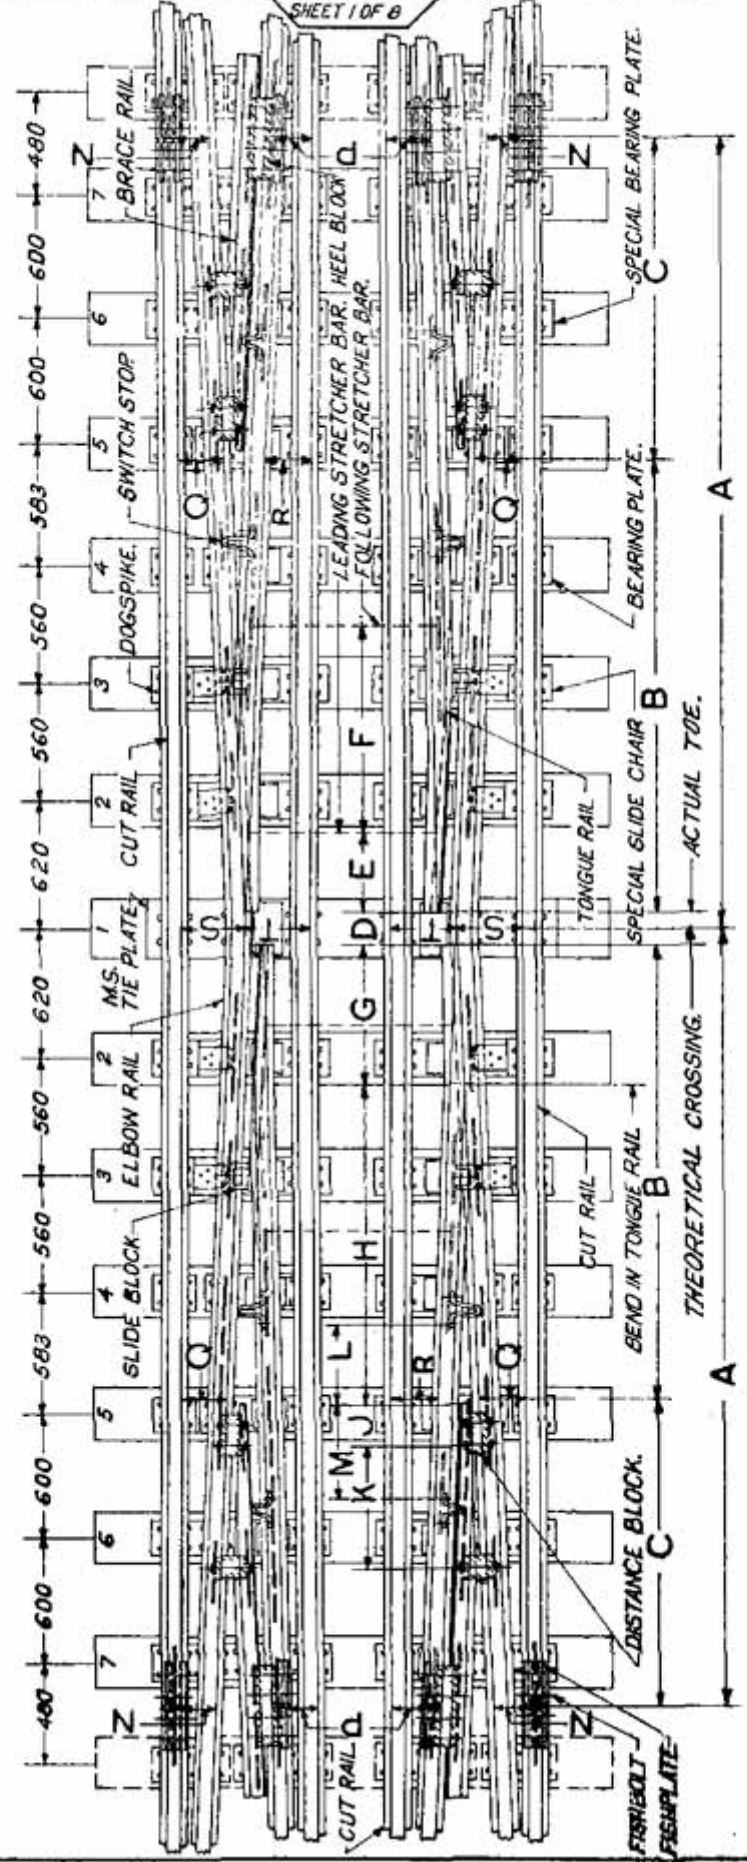 SHEET 1 OF 8
480
600
600
583
560
560
620
620
560
560
583
600
600
480
7
6
5
4
3
2
1
2
3
4
5
6
7
BRACE RAIL.
SWITCH STOP.
DOGSPIKE.
CUT RAIL
M.S.
TIE PLATE
ELBOW RAIL
SLIDE BLOCK
HEEL BLOCK
LEADING STRETCHER BAR.
FOLLOWING STRETCHER BAR.
N
P
N
Q
R
Q
F
E
D
S
T
T
S
G
H
L
J
M
K
Q
R
Q
N
P
N
CUT RAIL
SPECIAL BEARING PLATE.
BEARING PLATE.
SPECIAL SLIDE CHAIR
TONGUE RAIL
ACTUAL TOE.
THEORETICAL CROSSING.
BEND IN TONGUE RAIL
CUT RAIL
DISTANCE BLOCK.
FISHBOLT
FISHPLATE
C
B
A
B
C
A